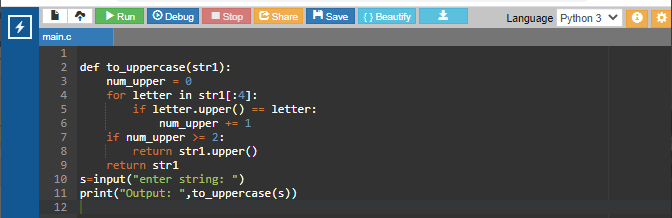 Run Debug Stop Share Save { } Beautify Language Python 3
main.c
1
2 def to_uppercase(str1):
3     num_upper = 0
4     for letter in str1[:4]:
5         if letter.upper() == letter:
6             num_upper += 1
7     if num_upper >= 2:
8         return str1.upper()
9     return str1
10 s=input("enter string: ")
11 print("Output: ",to_uppercase(s))
12